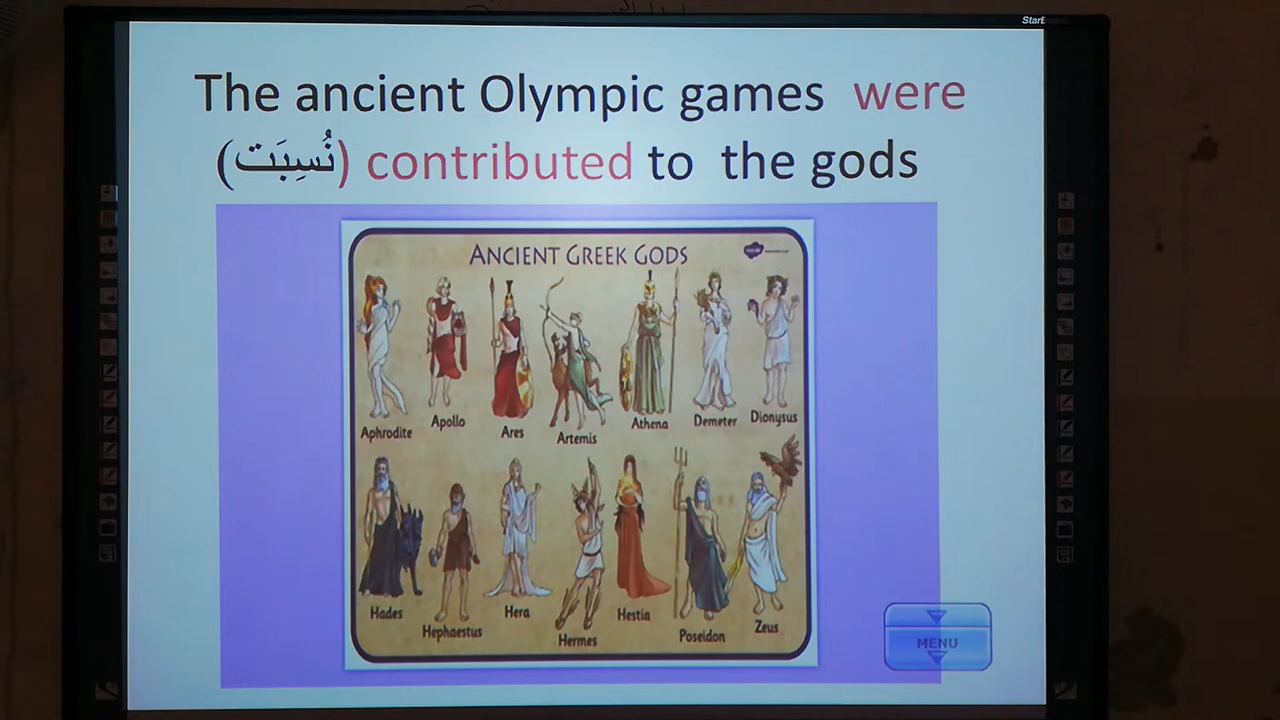 StarBoard
The ancient Olympic games were
(نُسِبَت) contributed to the gods
ANCIENT GREEK GODS
Aphrodite
Apollo
Ares
Artemis
Athena
Demeter
Dionysus
Hades
Hephaestus
Hera
Hermes
Hestia
Poseidon
Zeus
MENU